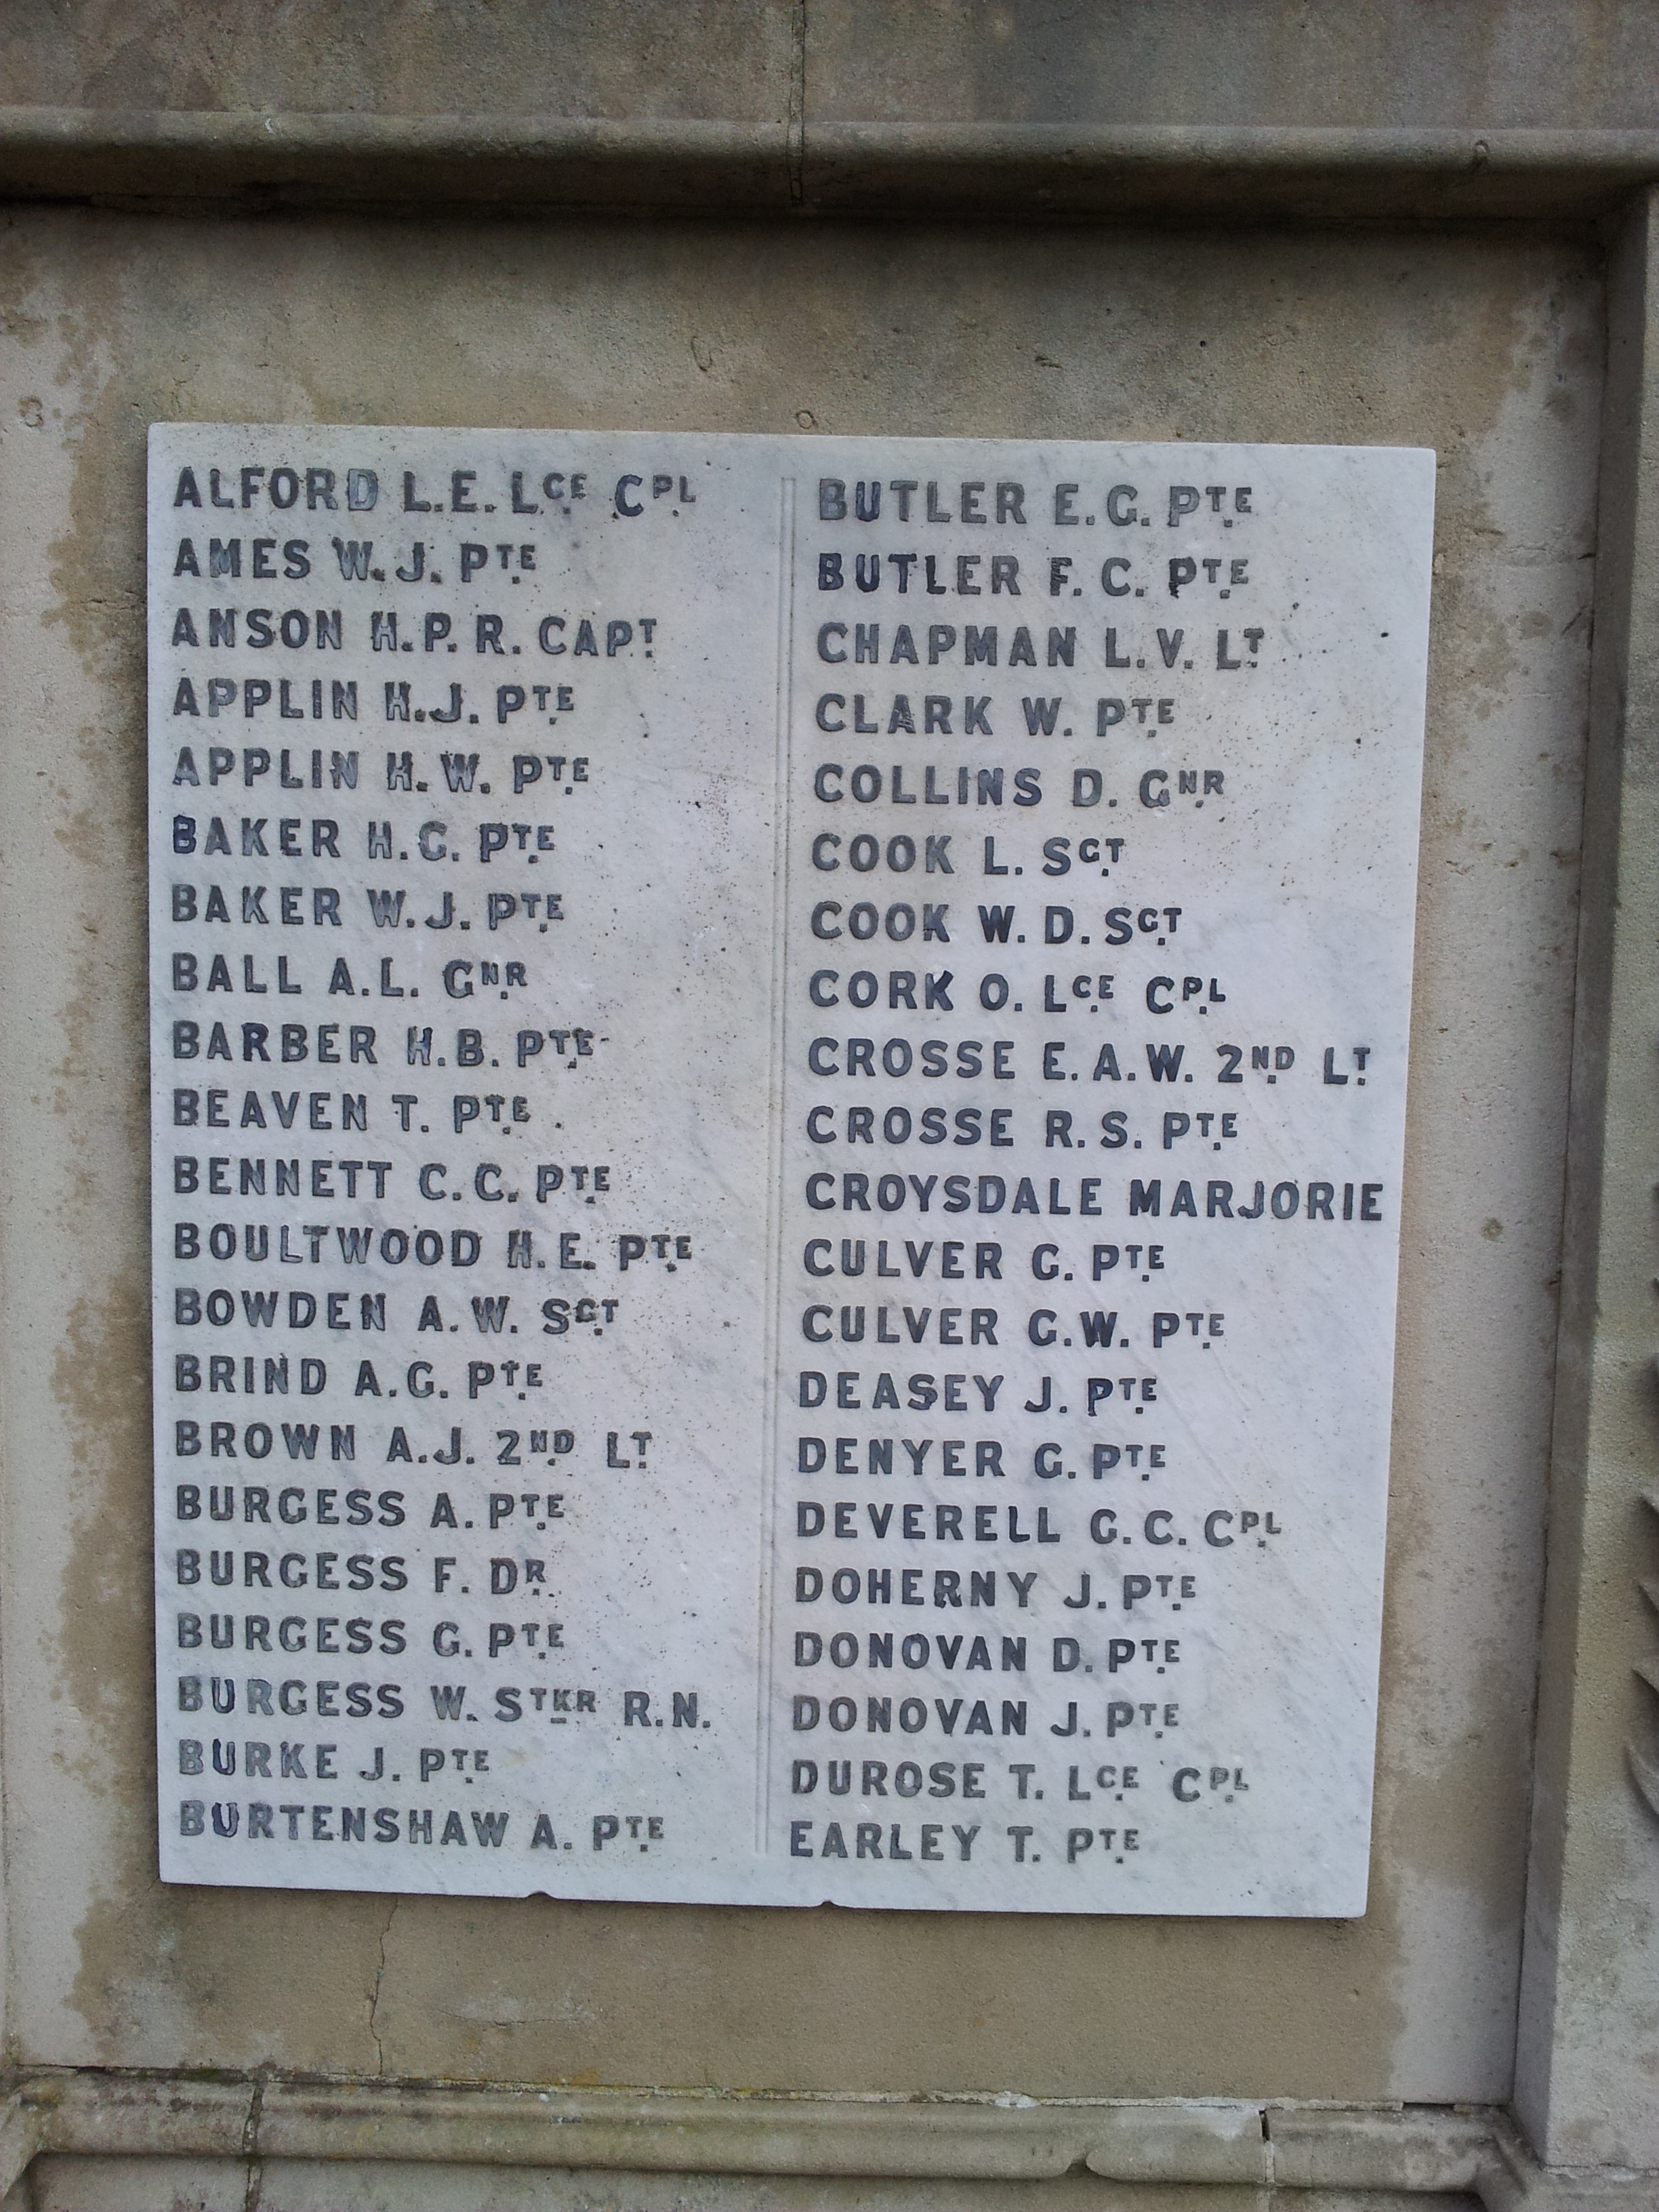 ALFORD L.E. LCE CPL
AMES W.J. PTE
ANSON H.P.R. CAPT
APPLIN H.J. PTE
APPLIN H.W. PTE
BAKER H.G. PTE
BAKER W.J. PTE
BALL A.L. GNR
BARBER H.B. PTE
BEAVEN T. PTE
BENNETT C.C. PTE
BOULTWOOD H.E. PTE
BOWDEN A.W. SGT
BRIND A.G. PTE
BROWN A.J. 2ND LT
BURGESS A. PTE
BURGESS F. DR
BURGESS G. PTE
BURGESS W. STKR R.N.
BURKE J. PTE
BURTENSHAW A. PTE
BUTLER E.G. PTE
BUTLER F.C. PTE
CHAPMAN L.V. LT
CLARK W. PTE
COLLINS D. GNR
COOK L. SGT
COOK W.D. SGT
CORK O. LCE CPL
CROSSE E.A.W. 2ND LT
CROSSE R.S. PTE
CROYSDALE MARJORIE
CULVER G. PTE
CULVER G.W. PTE
DEASEY J. PTE
DENYER G. PTE
DEVERELL G.C. CPL
DOHERNY J. PTE
DONOVAN D. PTE
DONOVAN J. PTE
DUROSE T. LCE CPL
EARLEY T. PTE